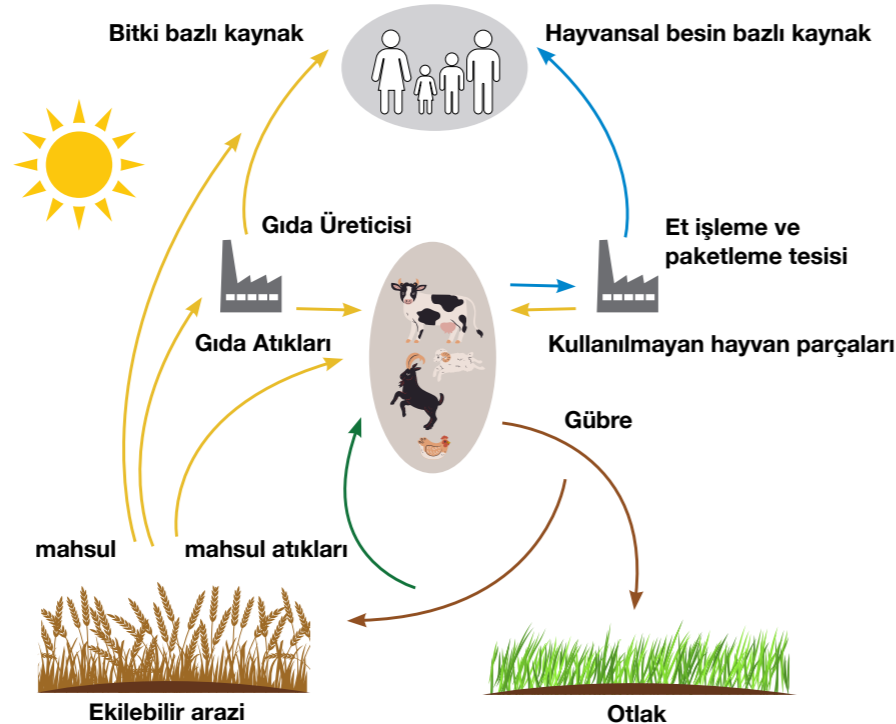 Bitki bazlı kaynak
Hayvansal besin bazlı kaynak
Gıda Üreticisi
Et işleme ve
paketleme tesisi
Gıda Atıkları
Kullanılmayan hayvan parçaları
Gübre
mahsul
mahsul atıkları
Ekilebilir arazi
Otlak